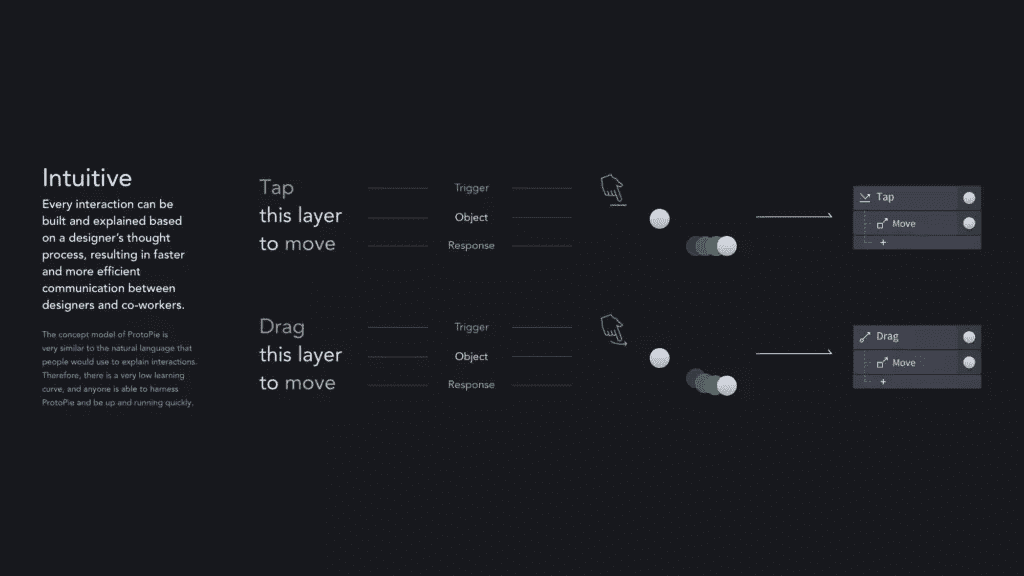 Intuitive
Every interaction can be
built and explained based
on a designer's thought
process, resulting in faster
and more efficient
communication between
designers and co-workers.
The concept model of ProtoPie is
very similar to the natural language that
people would use to explain interactions.
Therefore, there is a very low learning
curve, and anyone is able to harness
ProtoPie and be up and running quickly.
Tap
this layer
to move
Trigger
Object
Response
Tap
Move
+
Drag
this layer
to move
Trigger
Object
Response
Drag
Move
+